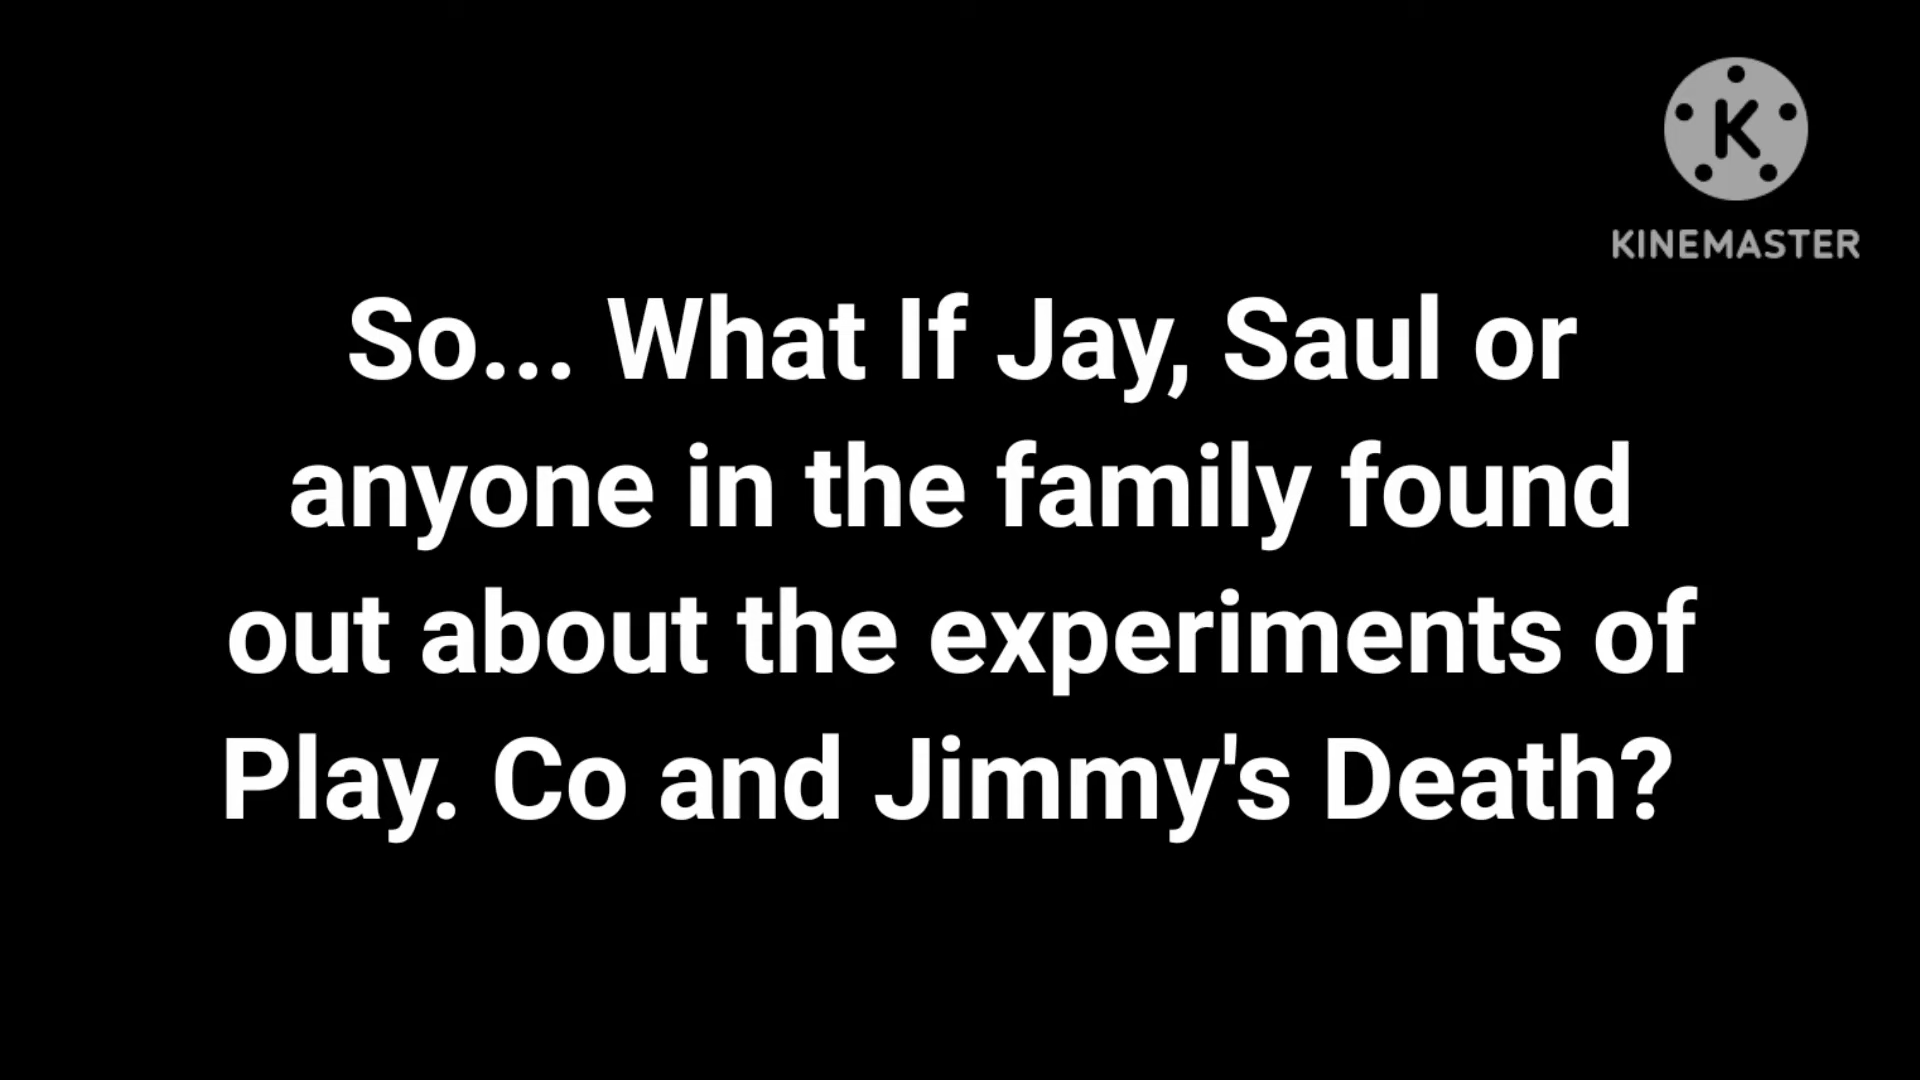 K
KINEMASTER
So... What If Jay, Saul or
anyone in the family found
out about the experiments of
Play. Co and Jimmy's Death?